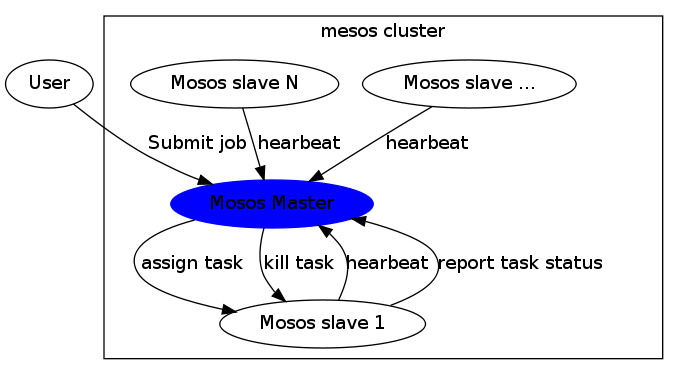 mesos cluster
User
Mosos slave N
Mosos slave ...
Submit job
hearbeat
hearbeat
Mosos Master
assign task
kill task
hearbeat
report task status
Mosos slave 1